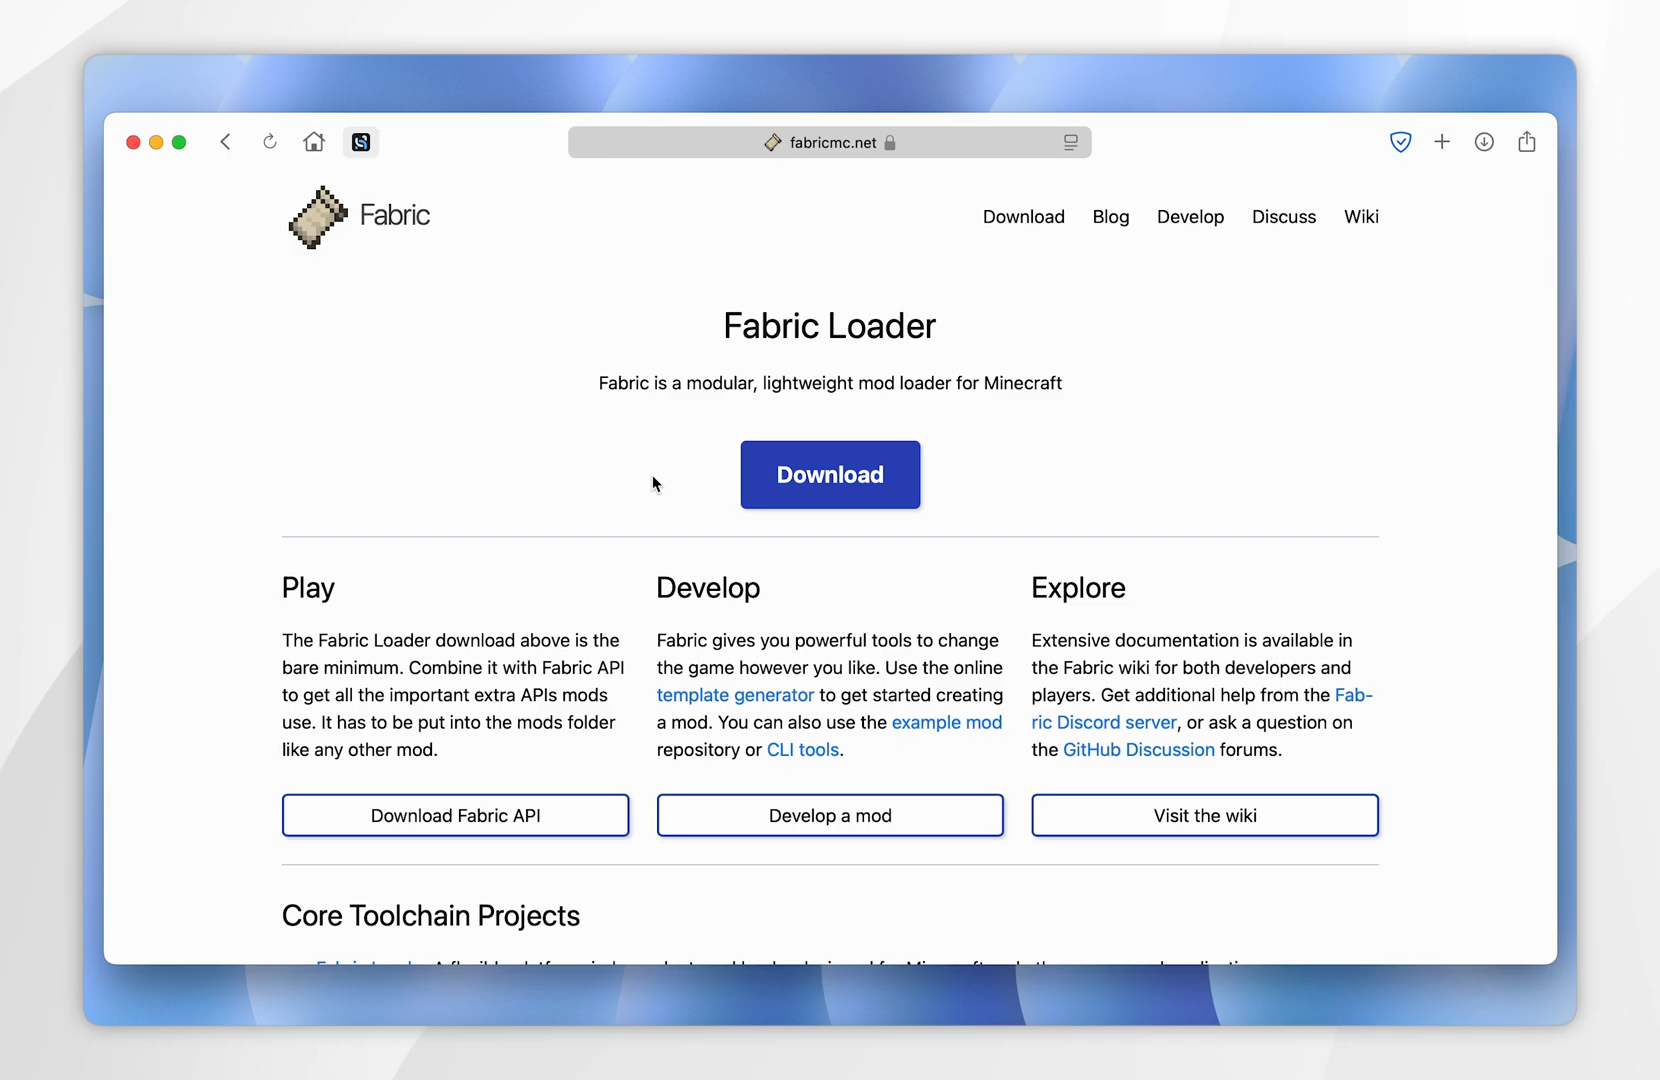 fabricmc.net
Fabric
Download Blog Develop Discuss Wiki
Fabric Loader
Fabric is a modular, lightweight mod loader for Minecraft
Download
Play
The Fabric Loader download above is the
bare minimum. Combine it with Fabric API
to get all the important extra APIs mods
use. It has to be put into the mods folder
like any other mod.
Download Fabric API
Develop
Fabric gives you powerful tools to change
the game however you like. Use the online
template generator to get started creating
a mod. You can also use the example mod
repository or CLI tools.
Develop a mod
Explore
Extensive documentation is available in
the Fabric wiki for both developers and
players. Get additional help from the Fab-
ric Discord server, or ask a question on
the GitHub Discussion forums.
Visit the wiki
Core Toolchain Projects